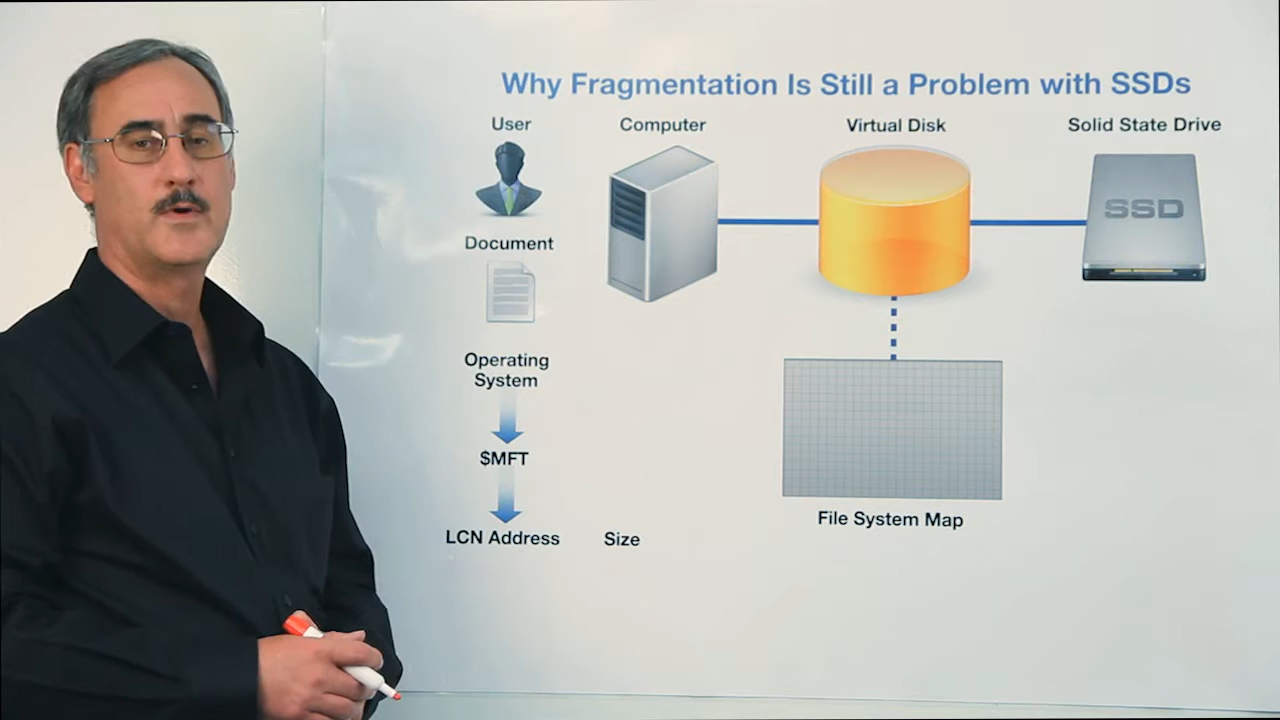 Why Fragmentation Is Still a Problem with SSDs
User
Computer
Virtual Disk
Solid State Drive
SSD
Document
Operating
System
$MFT
LCN Address
Size
File System Map